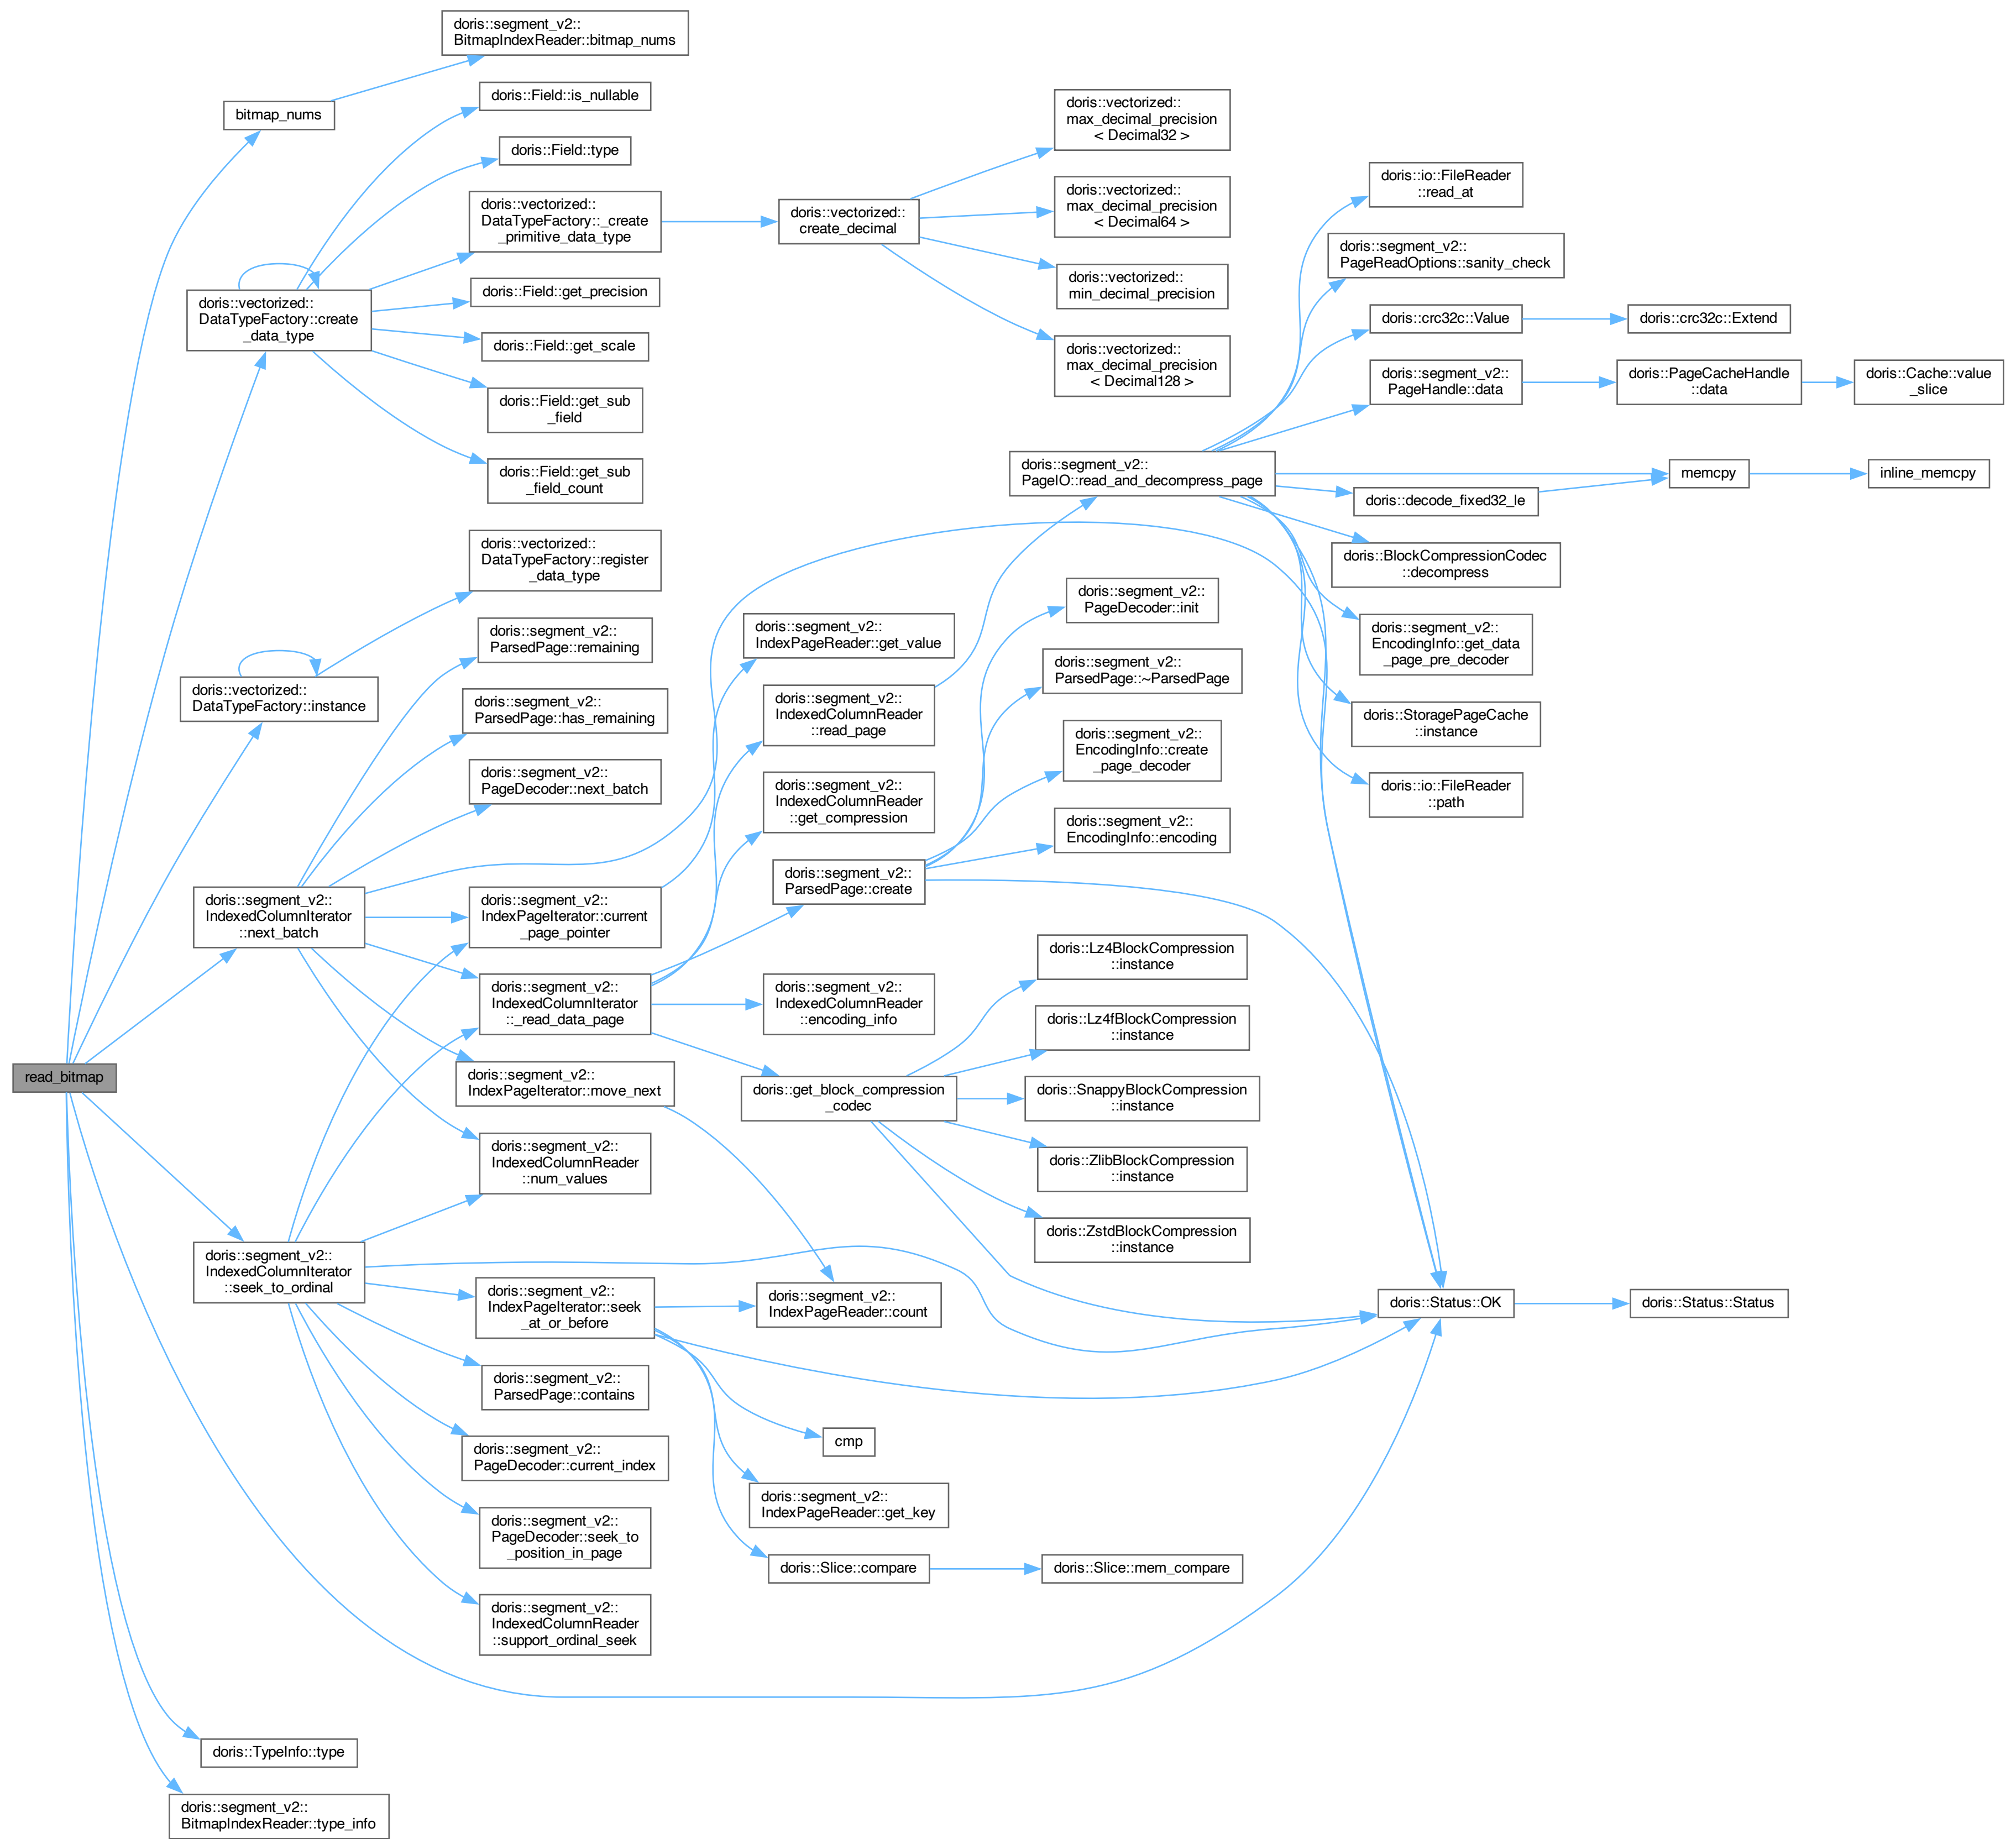 read_bitmap
bitmap_nums
doris::segment_v2::
BitmapIndexReader::bitmap_nums
doris::vectorized::
DataTypeFactory::create
_data_type
doris::Field::is_nullable
doris::Field::type
doris::vectorized::
DataTypeFactory::_create
_primitive_data_type
doris::Field::get_precision
doris::Field::get_scale
doris::Field::get_sub
_field
doris::Field::get_sub
_field_count
doris::vectorized::
create_decimal
doris::vectorized::
max_decimal_precision
< Decimal32 >
doris::vectorized::
max_decimal_precision
< Decimal64 >
doris::vectorized::
min_decimal_precision
doris::vectorized::
max_decimal_precision
< Decimal128 >
doris::vectorized::
DataTypeFactory::instance
doris::vectorized::
DataTypeFactory::register
_data_type
doris::segment_v2::
IndexedColumnIterator
::next_batch
doris::segment_v2::
ParsedPage::remaining
doris::segment_v2::
ParsedPage::has_remaining
doris::segment_v2::
PageDecoder::next_batch
doris::segment_v2::
IndexPageIterator::current
_page_pointer
doris::segment_v2::
IndexedColumnIterator
::_read_data_page
doris::segment_v2::
IndexPageIterator::move_next
doris::segment_v2::
IndexedColumnReader
::num_values
doris::segment_v2::
IndexPageReader::get_value
doris::segment_v2::
IndexedColumnReader
::read_page
doris::segment_v2::
IndexedColumnReader
::get_compression
doris::segment_v2::
ParsedPage::create
doris::segment_v2::
IndexedColumnReader
::encoding_info
doris::get_block_compression
_codec
doris::segment_v2::
PageIO::read_and_decompress_page
doris::segment_v2::
PageDecoder::init
doris::segment_v2::
ParsedPage::~ParsedPage
doris::segment_v2::
EncodingInfo::create
_page_decoder
doris::segment_v2::
EncodingInfo::encoding
doris::Lz4BlockCompression
::instance
doris::Lz4fBlockCompression
::instance
doris::SnappyBlockCompression
::instance
doris::ZlibBlockCompression
::instance
doris::ZstdBlockCompression
::instance
doris::io::FileReader
::read_at
doris::segment_v2::
PageReadOptions::sanity_check
doris::crc32c::Value
doris::crc32c::Extend
doris::segment_v2::
PageHandle::data
doris::PageCacheHandle
::data
doris::Cache::value
_slice
memcpy
inline_memcpy
doris::decode_fixed32_le
doris::BlockCompressionCodec
::decompress
doris::segment_v2::
EncodingInfo::get_data
_page_pre_decoder
doris::StoragePageCache
::instance
doris::io::FileReader
::path
doris::segment_v2::
IndexedColumnIterator
::seek_to_ordinal
doris::segment_v2::
IndexPageIterator::seek
_at_or_before
doris::segment_v2::
ParsedPage::contains
doris::segment_v2::
PageDecoder::current_index
doris::segment_v2::
PageDecoder::seek_to
_position_in_page
doris::segment_v2::
IndexedColumnReader
::support_ordinal_seek
doris::segment_v2::
IndexPageReader::count
cmp
doris::segment_v2::
IndexPageReader::get_key
doris::Slice::compare
doris::Slice::mem_compare
doris::Status::OK
doris::Status::Status
doris::TypeInfo::type
doris::segment_v2::
BitmapIndexReader::type_info